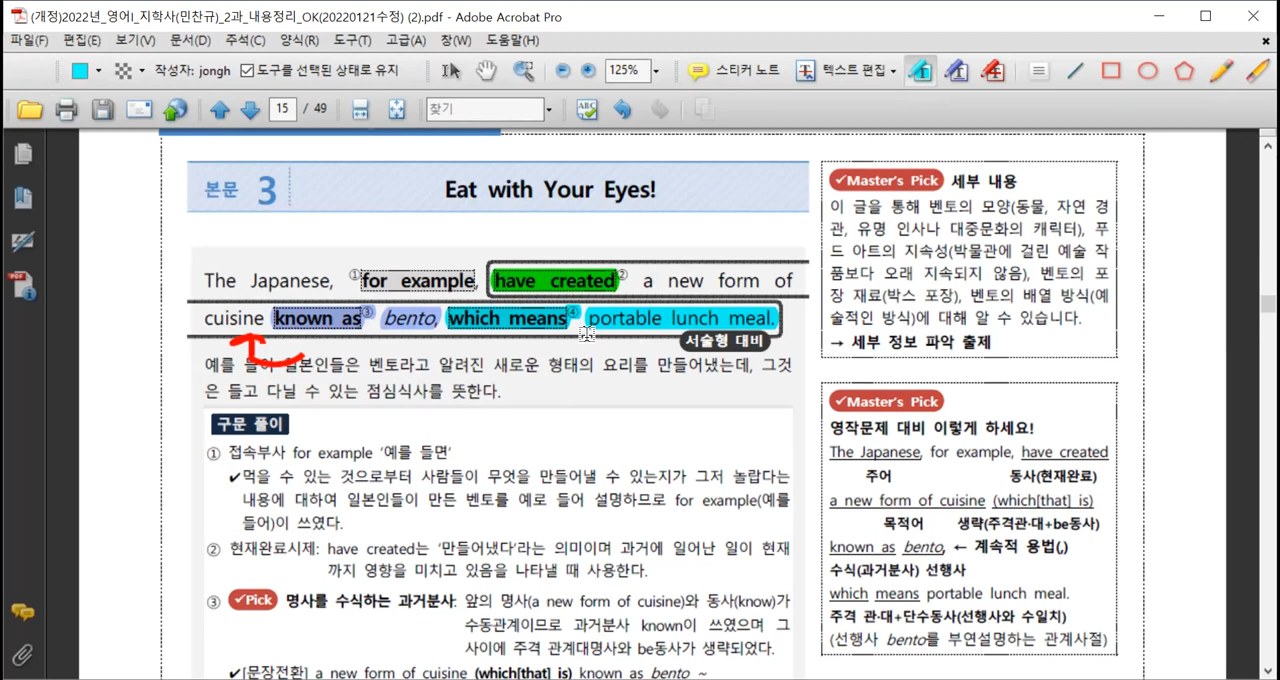 (개정)2022년_영어I_지학사(민찬규)_2과_내용정리_OK(20220121수정) (2).pdf - Adobe Acrobat Pro
파일(F) 편집(E) 보기(V) 문서(D) 주석(C) 양식(R) 도구(T) 고급(A) 창(W) 도움말(H)
작성자: jongh 도구를 선택된 상태로 유지 125% 스티커 노트 텍스트 편집
15 / 49 찾기
본문 3 Eat with Your Eyes!
The Japanese, ①for example, have created② a new form of
cuisine known as③ bento, which means④ portable lunch meal.
서술형 대비
예를 들어 일본인들은 벤토라고 알려진 새로운 형태의 요리를 만들어냈는데, 그것
은 들고 다닐 수 있는 점심식사를 뜻한다.
구문 풀이
① 접속부사 for example ‘예를 들면’
✔먹을 수 있는 것으로부터 사람들이 무엇을 만들어낼 수 있는지가 그저 놀랍다는
내용에 대하여 일본인들이 만든 벤토를 예로 들어 설명하므로 for example(예를
들어)이 쓰였다.
② 현재완료시제: have created는 ‘만들어냈다’라는 의미이며 과거에 일어난 일이 현재
까지 영향을 미치고 있음을 나타낼 때 사용한다.
③ ✔Pick 명사를 수식하는 과거분사: 앞의 명사(a new form of cuisine)와 동사(know)가
수동관계이므로 과거분사 known이 쓰였으며 그
사이에 주격 관계대명사와 be동사가 생략되었다.
✔[문장전환] a new form of cuisine (which[that] is) known as bento ~
✔Master's Pick 세부 내용
이 글을 통해 벤토의 모양(동물, 자연 경
관, 유명 인사나 대중문화의 캐릭터), 푸
드 아트의 지속성(박물관에 걸린 예술 작
품보다 오래 지속되지 않음), 벤토의 포
장 재료(박스 포장), 벤토의 배열 방식(예
술적인 방식)에 대해 알 수 있습니다.
→ 세부 정보 파악 출제
✔Master's Pick
영작문제 대비 이렇게 하세요!
The Japanese, for example, have created
주어 동사(현재완료)
a new form of cuisine (which[that] is)
목적어 생략(주격관·대+be동사)
known as bento, ← 계속적 용법(,)
수식(과거분사) 선행사
which means portable lunch meal.
주격 관·대+단수동사(선행사와 수일치)
(선행사 bento를 부연설명하는 관계사절)